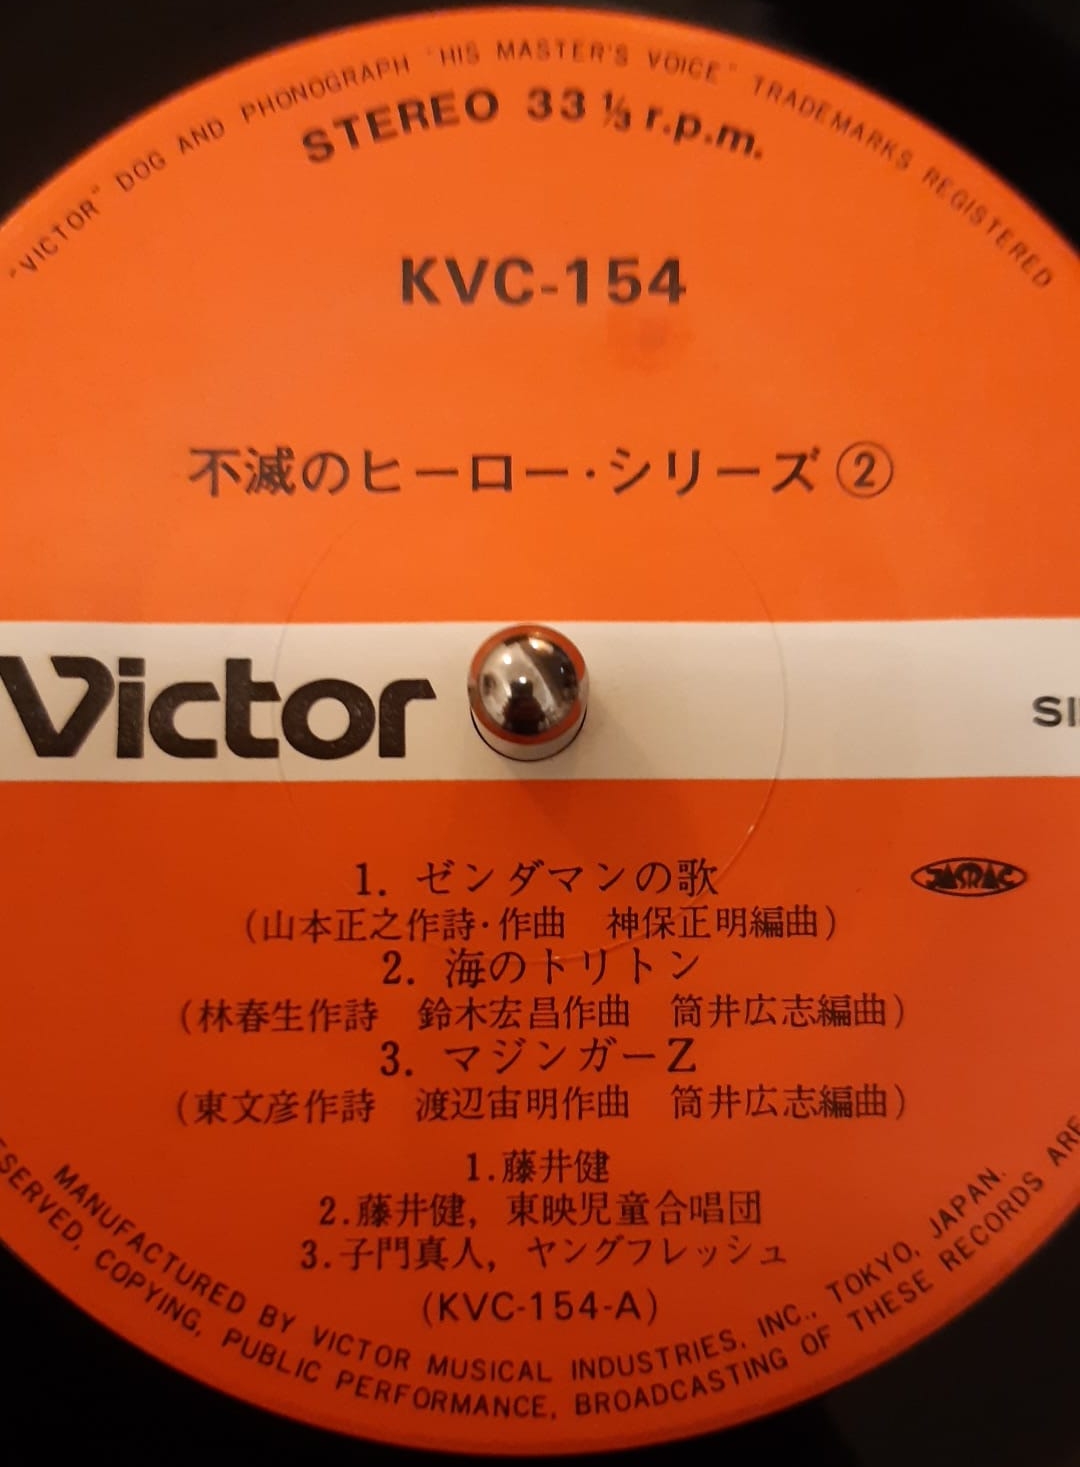 "VICTOR" DOG AND PHONOGRAPH "HIS MASTER'S VOICE" TRADEMARKS REGISTERED
STEREO 33 1/3 r.p.m.
KVC-154
不滅のヒーロー・シリーズ②
Victor
1. ゼンダマンの歌
JASRAC
(山本正之作詩・作曲　神保正明編曲)
2. 海のトリトン
(林春生作詩　鈴木宏昌作曲　筒井広志編曲)
3. マジンガーZ
(東文彦作詩　渡辺宙明作曲　筒井広志編曲)
1.藤井健
2.藤井健，東映児童合唱団
3.子門真人，ヤングフレッシュ
(KVC-154-A)
MANUFACTURED BY VICTOR MUSICAL INDUSTRIES, INC., TOKYO, JAPAN.
COPYING, PUBLIC PERFORMANCE, BROADCASTING OF THESE RECORDS ARE